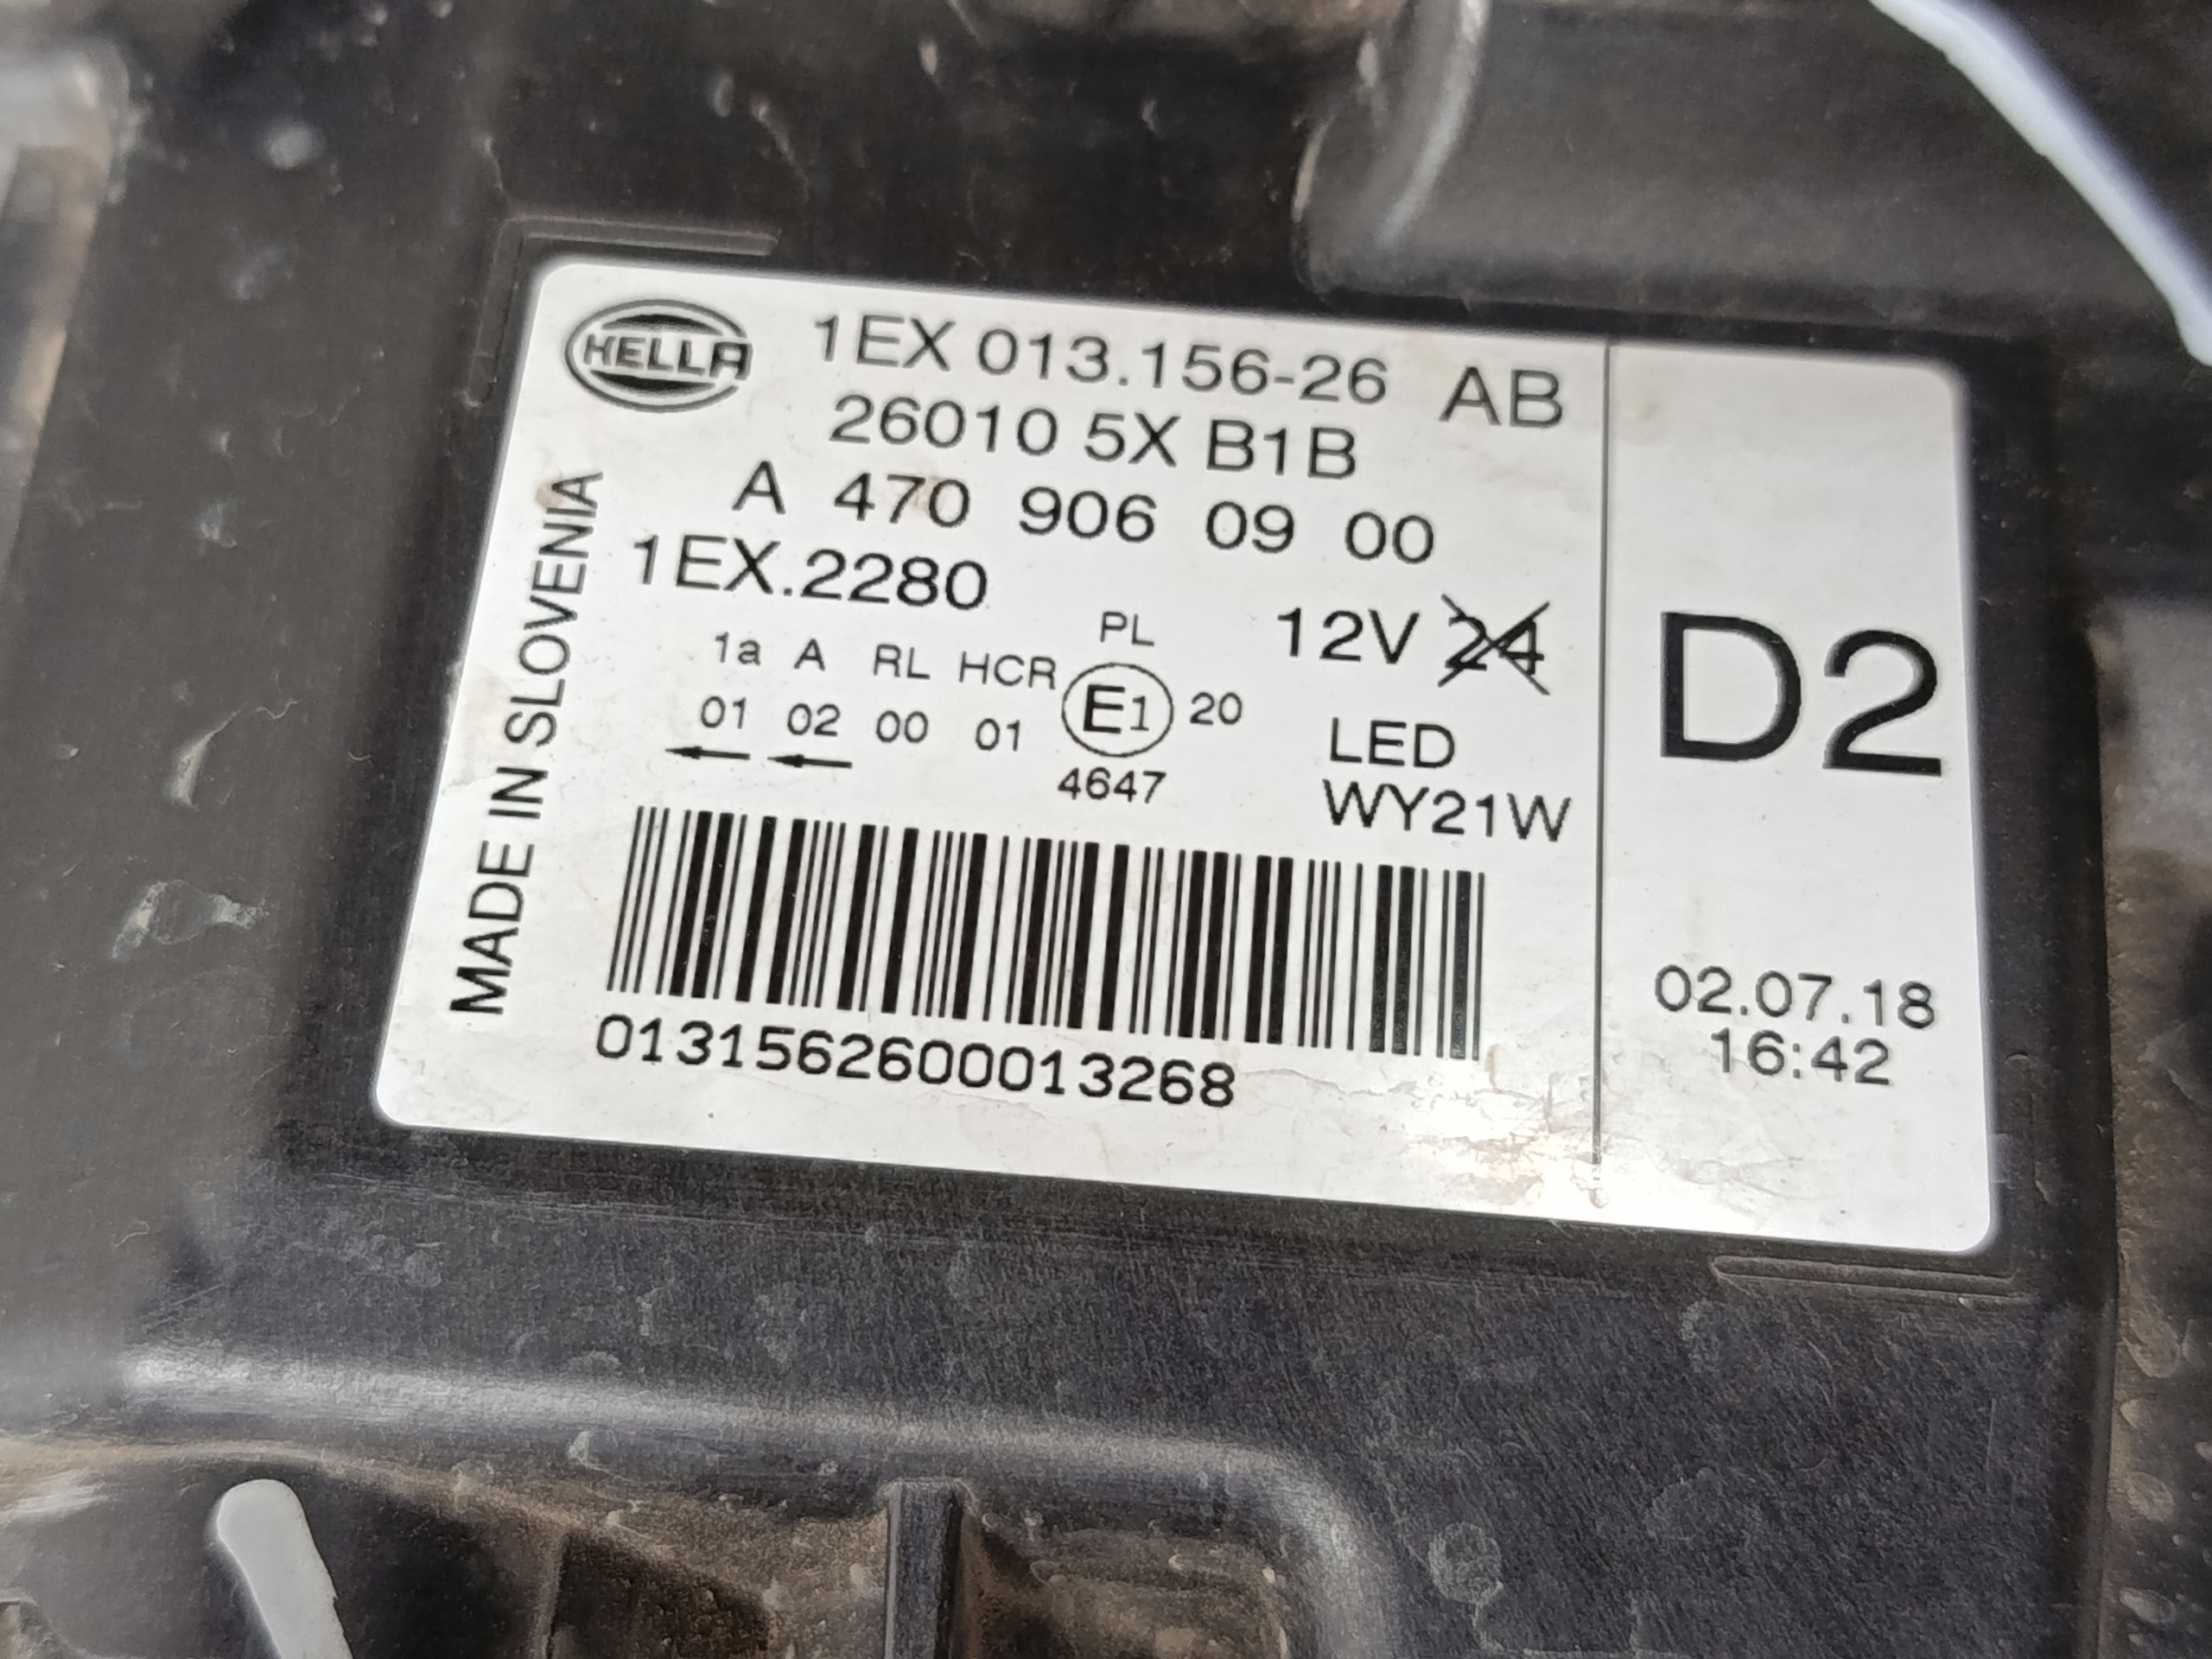 HELLA
1EX 013.156-26 AB
26010 5X B1B
A 470 906 09 00
1EX.2280
12V 24
PL
1a A RL HCR
01 02 00 01 E1 20
4647
LED
WY21W
MADE IN SLOVENIA
0131562600013268
D2
02.07.18
16:42